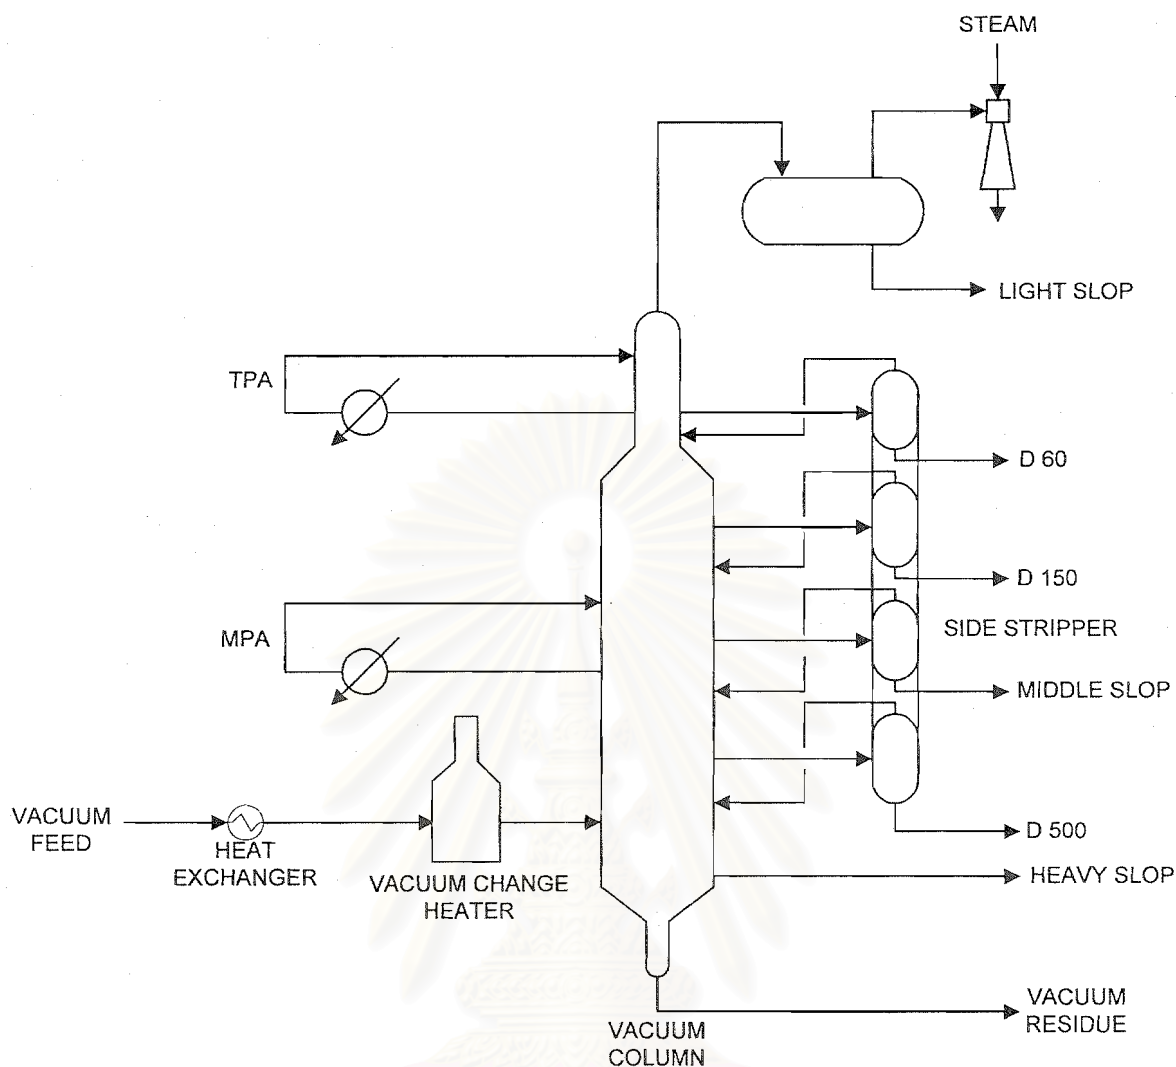 STEAM
LIGHT SLOP
TPA
D 60
D 150
SIDE STRIPPER
MPA
MIDDLE SLOP
VACUUM
FEED
HEAT
EXCHANGER
VACUUM CHANGE
HEATER
D 500
HEAVY SLOP
VACUUM
RESIDUE
VACUUM
COLUMN